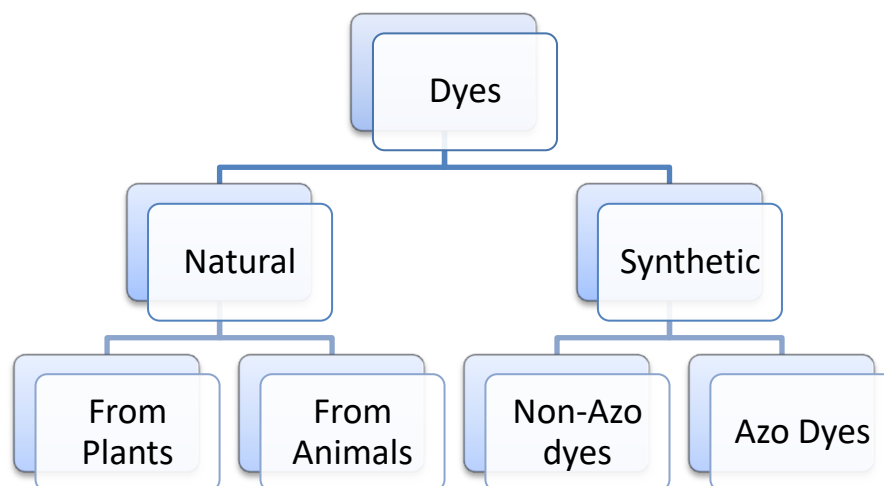 Dyes
Natural
Synthetic
From
Plants
From
Animals
Non-Azo
dyes
Azo Dyes